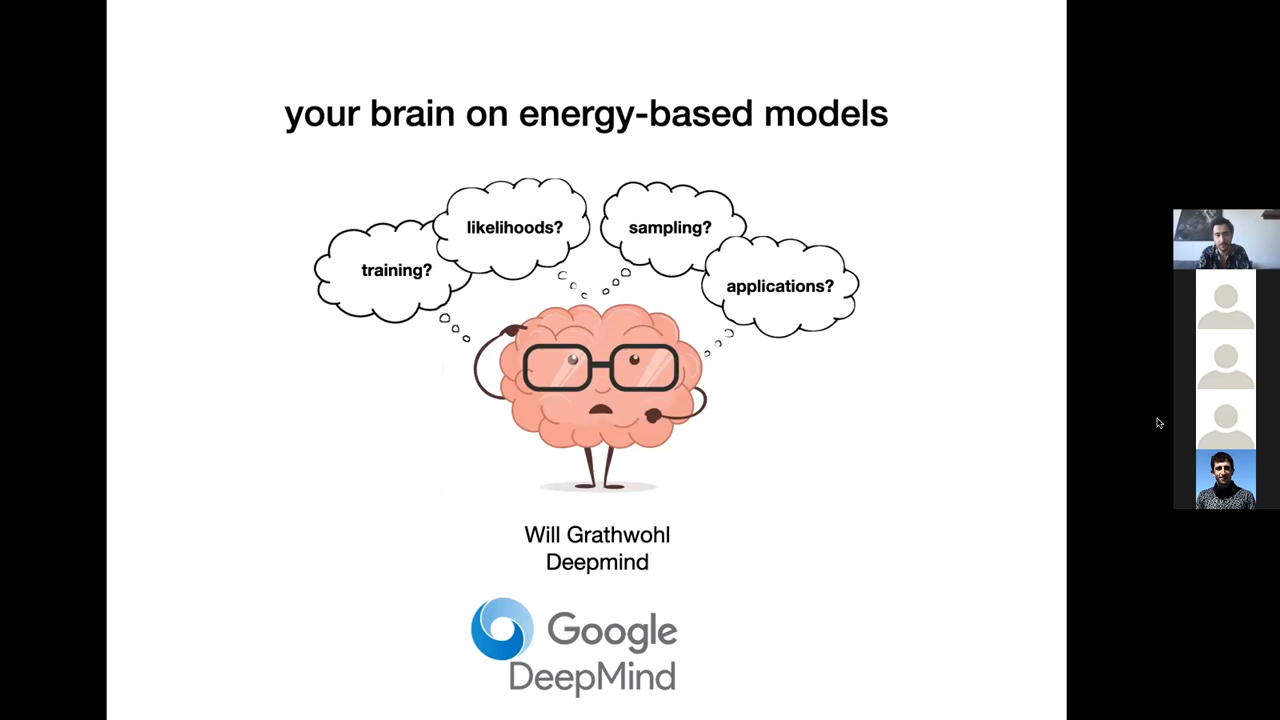 your brain on energy-based models
training?
likelihoods?
sampling?
applications?
Will Grathwohl
Deepmind
Google
DeepMind